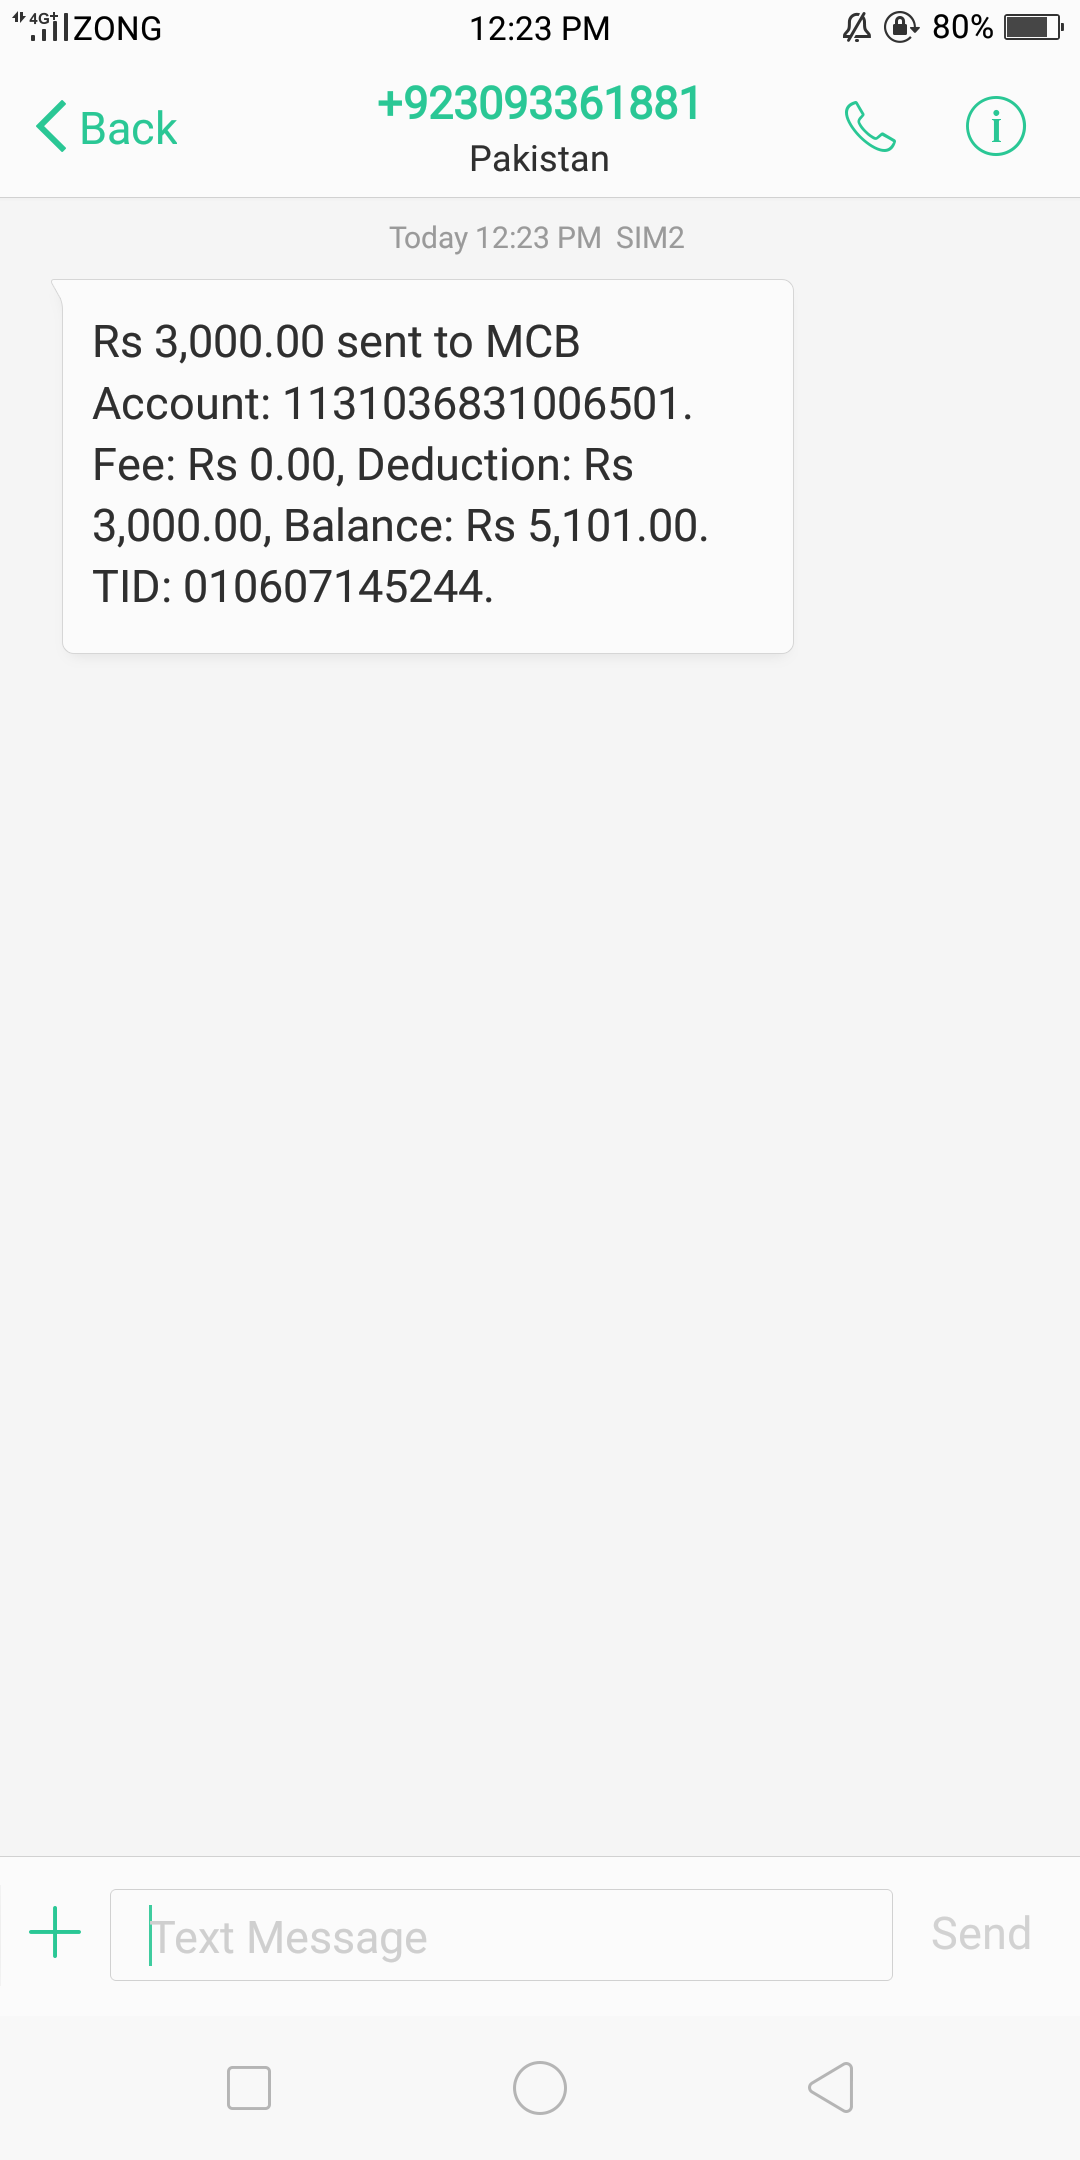 4G+ ZONG 12:23 PM 80%
Back +923093361881
Pakistan
Today 12:23 PM SIM2
Rs 3,000.00 sent to MCB
Account: 1131036831006501.
Fee: Rs 0.00, Deduction: Rs
3,000.00, Balance: Rs 5,101.00.
TID: 010607145244.
Text Message Send